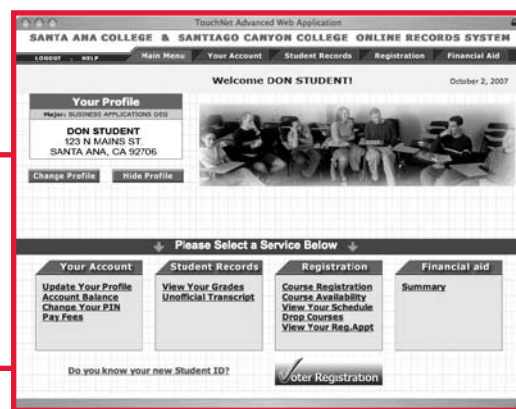 TouchNet Advanced Web Application
SANTA ANA COLLEGE & SANTIAGO CANYON COLLEGE ONLINE RECORDS SYSTEM
LOGOUT . HELP Main Menu Your Account Student Records Registration Financial Aid
Welcome DON STUDENT! October 2, 2007
Your Profile
Major: BUSINESS APPLICATIONS DEG
DON STUDENT
123 N MAINS ST.
SANTA ANA, CA 92706
Change Profile Hide Profile
Please Select a Service Below
Your Account
Update Your Profile
Account Balance
Change Your PIN
Pay Fees
Student Records
View Your Grades
Unofficial Transcript
Registration
Course Registration
Course Availability
View Your Schedule
Drop Courses
View Your Reg.Appt
Financial aid
Summary
Do you know your new Student ID?
Voter Registration